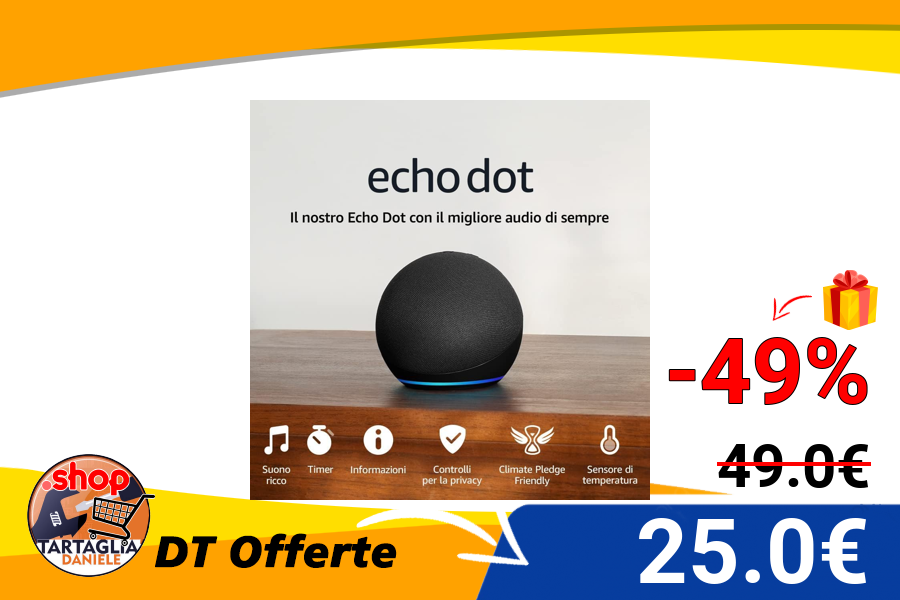 echo dot
Il nostro Echo Dot con il migliore audio di sempre
-49%
Suono
ricco
Timer
Informazioni
Controlli
per la privacy
Climate Pledge
Friendly
Sensore di
temperatura
49.0€
25.0€
.shop
TARTAGLIA
DANIELE
DT Offerte